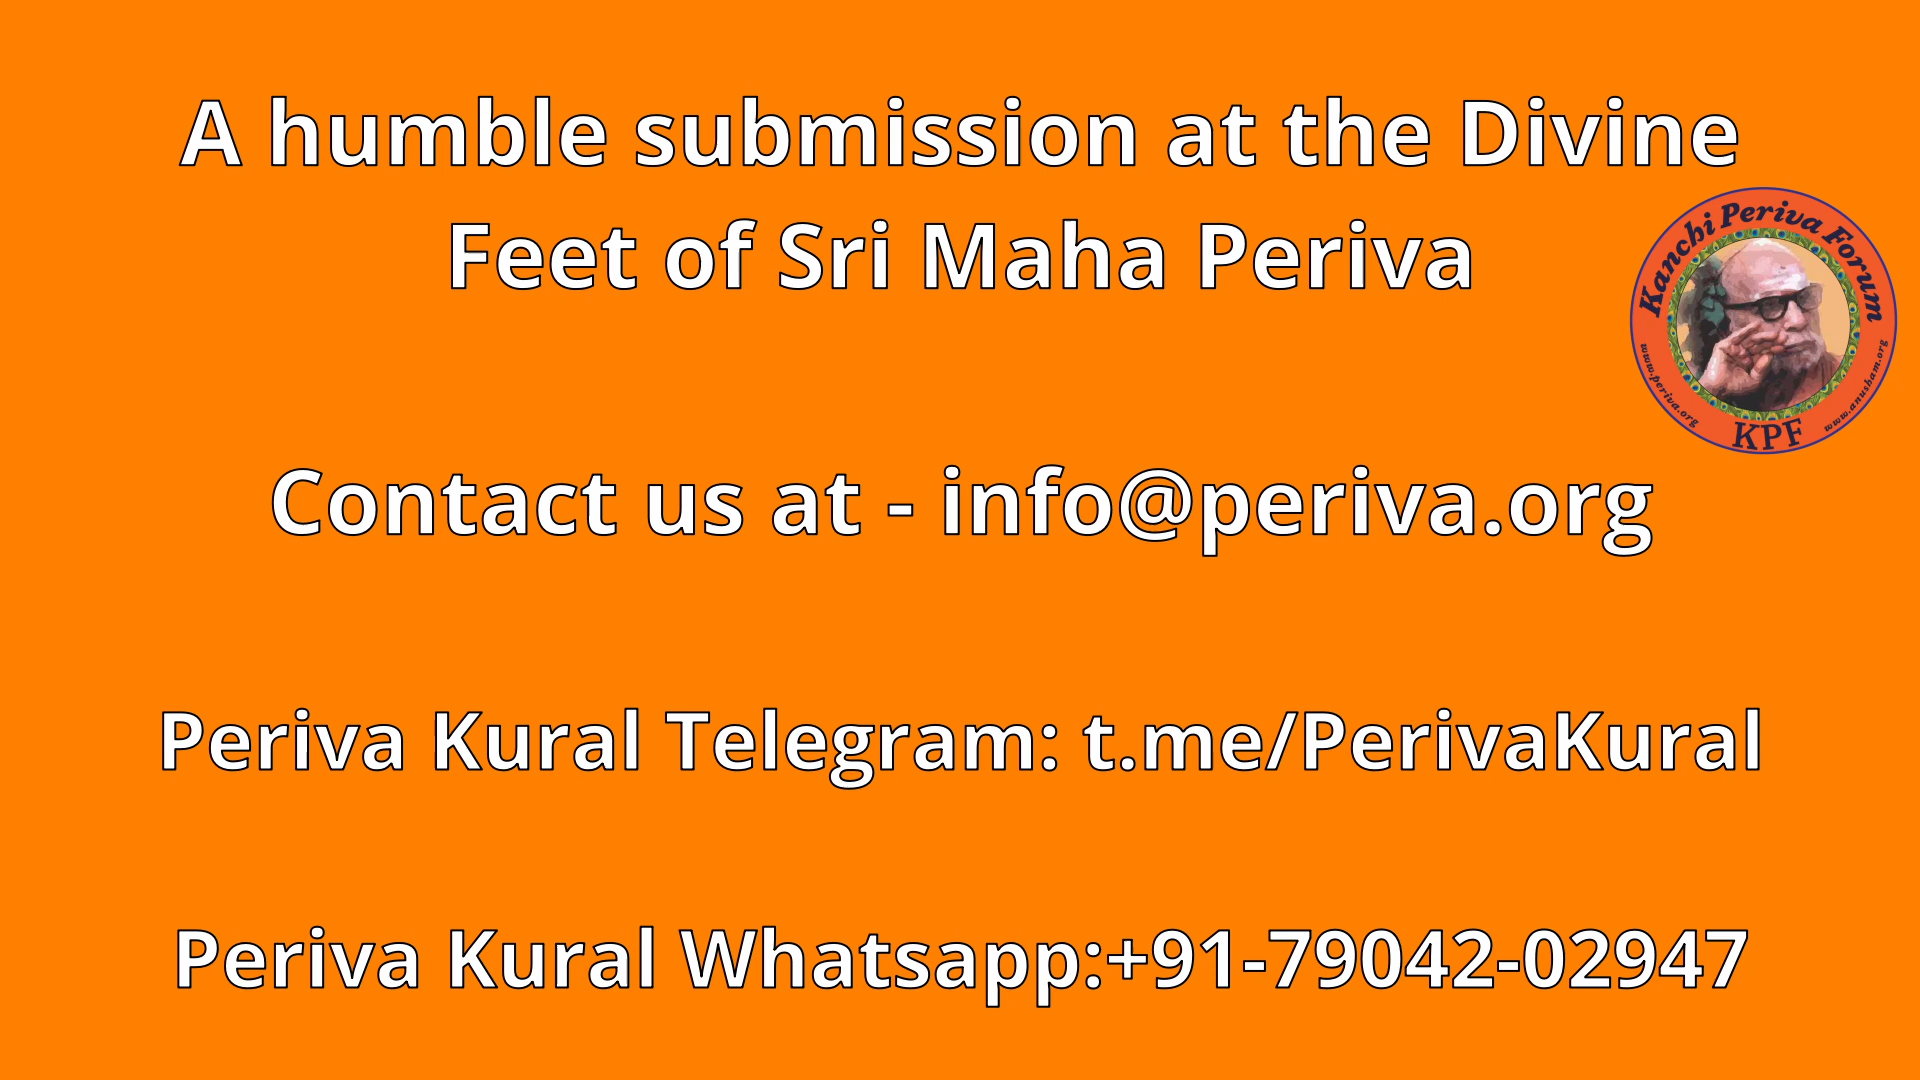 A humble submission at the Divine
Feet of Sri Maha Periva
Kanchi Periva Forum
www.periva.org
www.anusham.org
KPF
Contact us at - info@periva.org
Periva Kural Telegram: t.me/PerivaKural
Periva Kural Whatsapp:+91-79042-02947